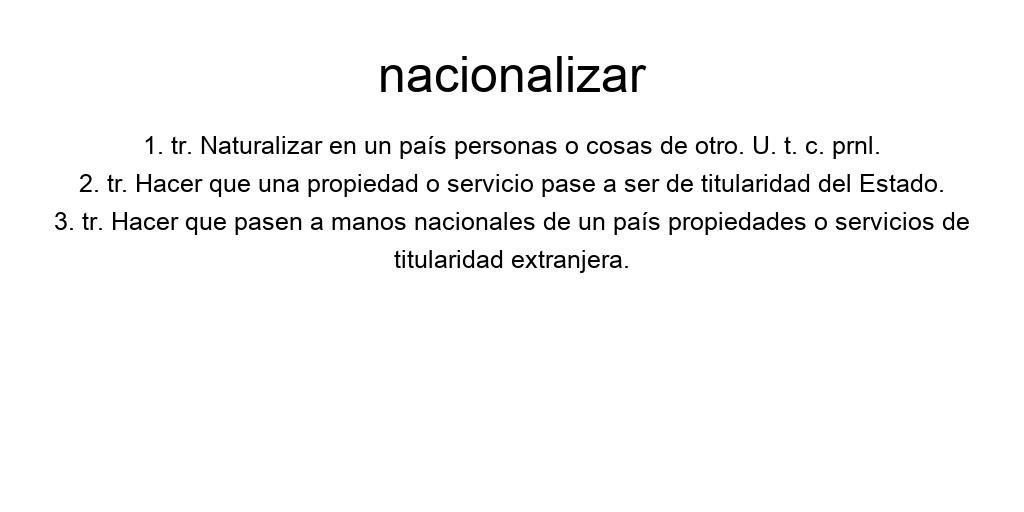 nacionalizar
1. tr. Naturalizar en un país personas o cosas de otro. U. t. c. prnl.
2. tr. Hacer que una propiedad o servicio pase a ser de titularidad del Estado.
3. tr. Hacer que pasen a manos nacionales de un país propiedades o servicios de
titularidad extranjera.